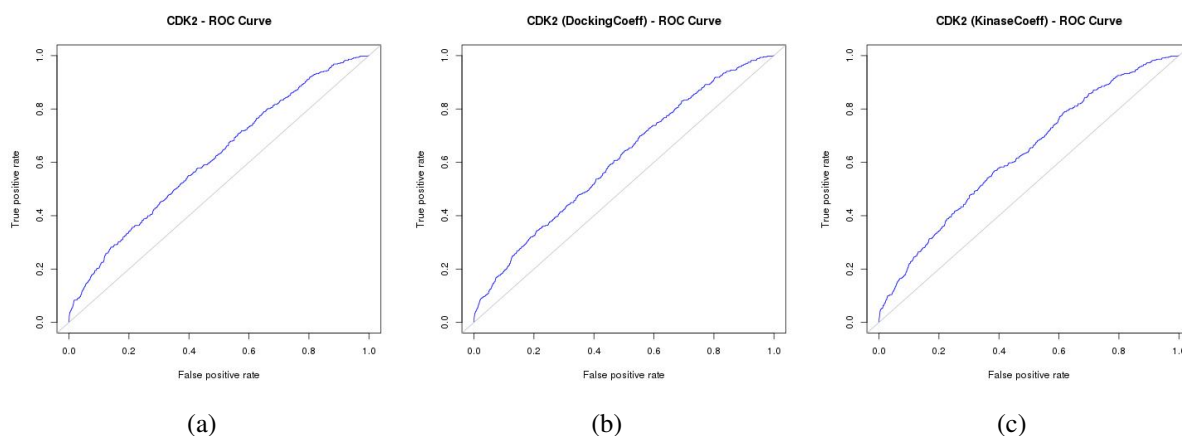 CDK2 - ROC Curve
True positive rate
1.0
0.8
0.6
0.4
0.2
0.0
0.0 0.2 0.4 0.6 0.8 1.0
False positive rate
(a)
CDK2 (DockingCoeff) - ROC Curve
True positive rate
1.0
0.8
0.6
0.4
0.2
0.0
0.0 0.2 0.4 0.6 0.8 1.0
False positive rate
(b)
CDK2 (KinaseCoeff) - ROC Curve
True positive rate
1.0
0.8
0.6
0.4
0.2
0.0
0.0 0.2 0.4 0.6 0.8 1.0
False positive rate
(c)